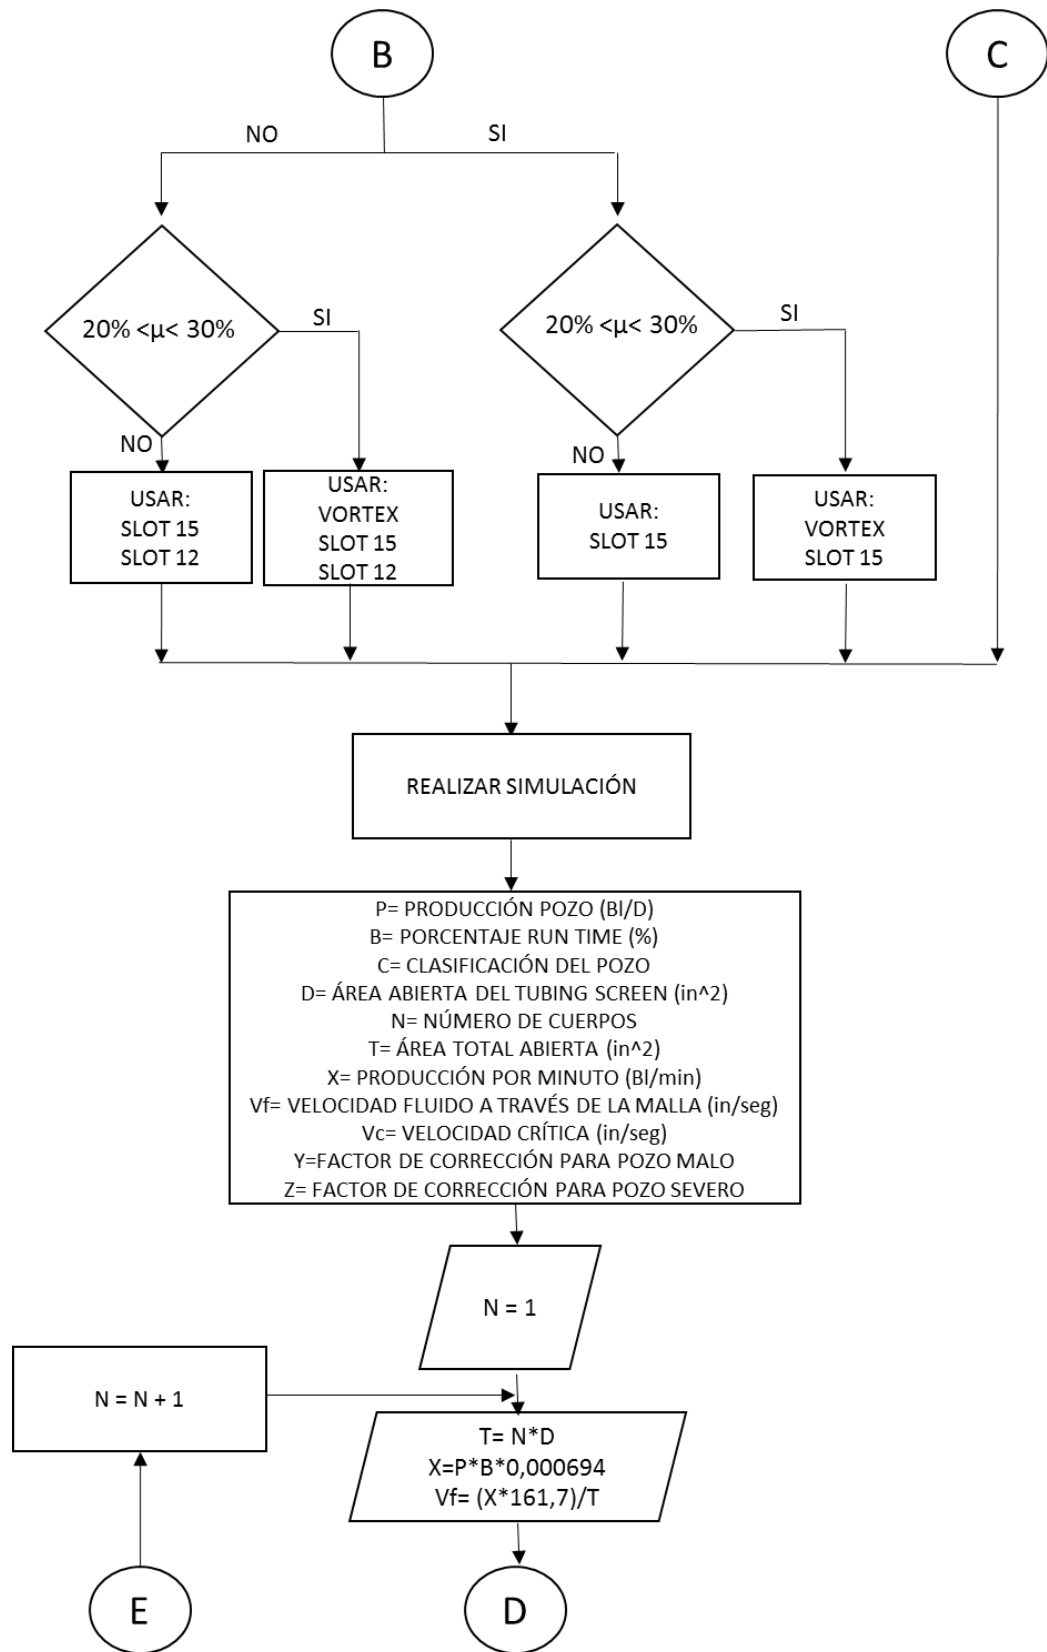 B
C
NO
SI
20% <µ< 30%
SI
20% <µ< 30%
SI
NO
NO
USAR:
SLOT 15
SLOT 12
USAR:
VORTEX
SLOT 15
SLOT 12
USAR:
SLOT 15
USAR:
VORTEX
SLOT 15
REALIZAR SIMULACIÓN
P= PRODUCCIÓN POZO (Bl/D)
B= PORCENTAJE RUN TIME (%)
C= CLASIFICACIÓN DEL POZO
D= ÁREA ABIERTA DEL TUBING SCREEN (in^2)
N= NÚMERO DE CUERPOS
T= ÁREA TOTAL ABIERTA (in^2)
X= PRODUCCIÓN POR MINUTO (Bl/min)
Vf= VELOCIDAD FLUIDO A TRAVÉS DE LA MALLA (in/seg)
Vc= VELOCIDAD CRÍTICA (in/seg)
Y=FACTOR DE CORRECCIÓN PARA POZO MALO
Z= FACTOR DE CORRECCIÓN PARA POZO SEVERO
N = 1
N = N + 1
T= N*D
X=P*B*0,000694
Vf= (X*161,7)/T
E
D